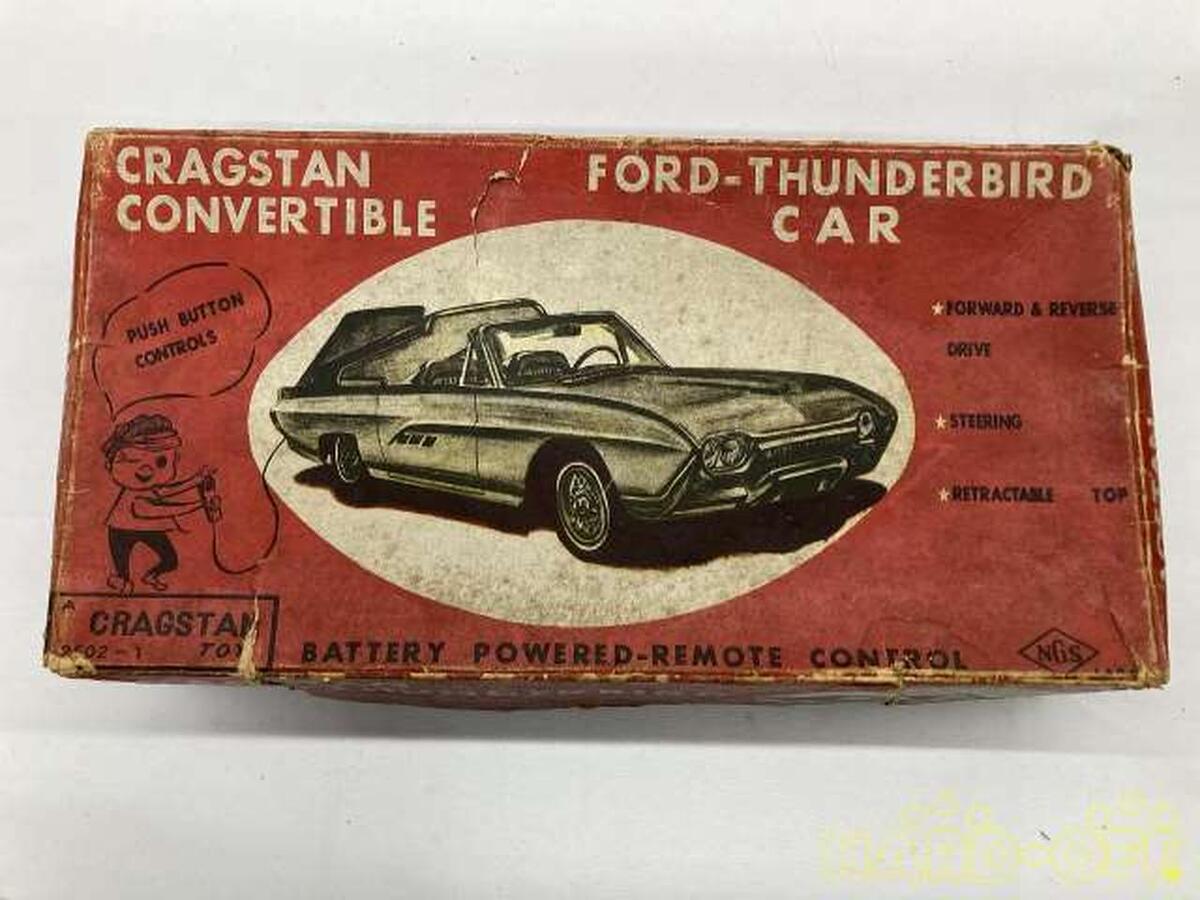 CRAGSTAN
CONVERTIBLE
FORD-THUNDERBIRD
CAR
PUSH BUTTON
CONTROLS
★FORWARD & REVERSE
DRIVE
★STEERING
★RETRACTABLE TOP
CRAGSTAN
TOY
BATTERY POWERED-REMOTE CONTROL
NGS